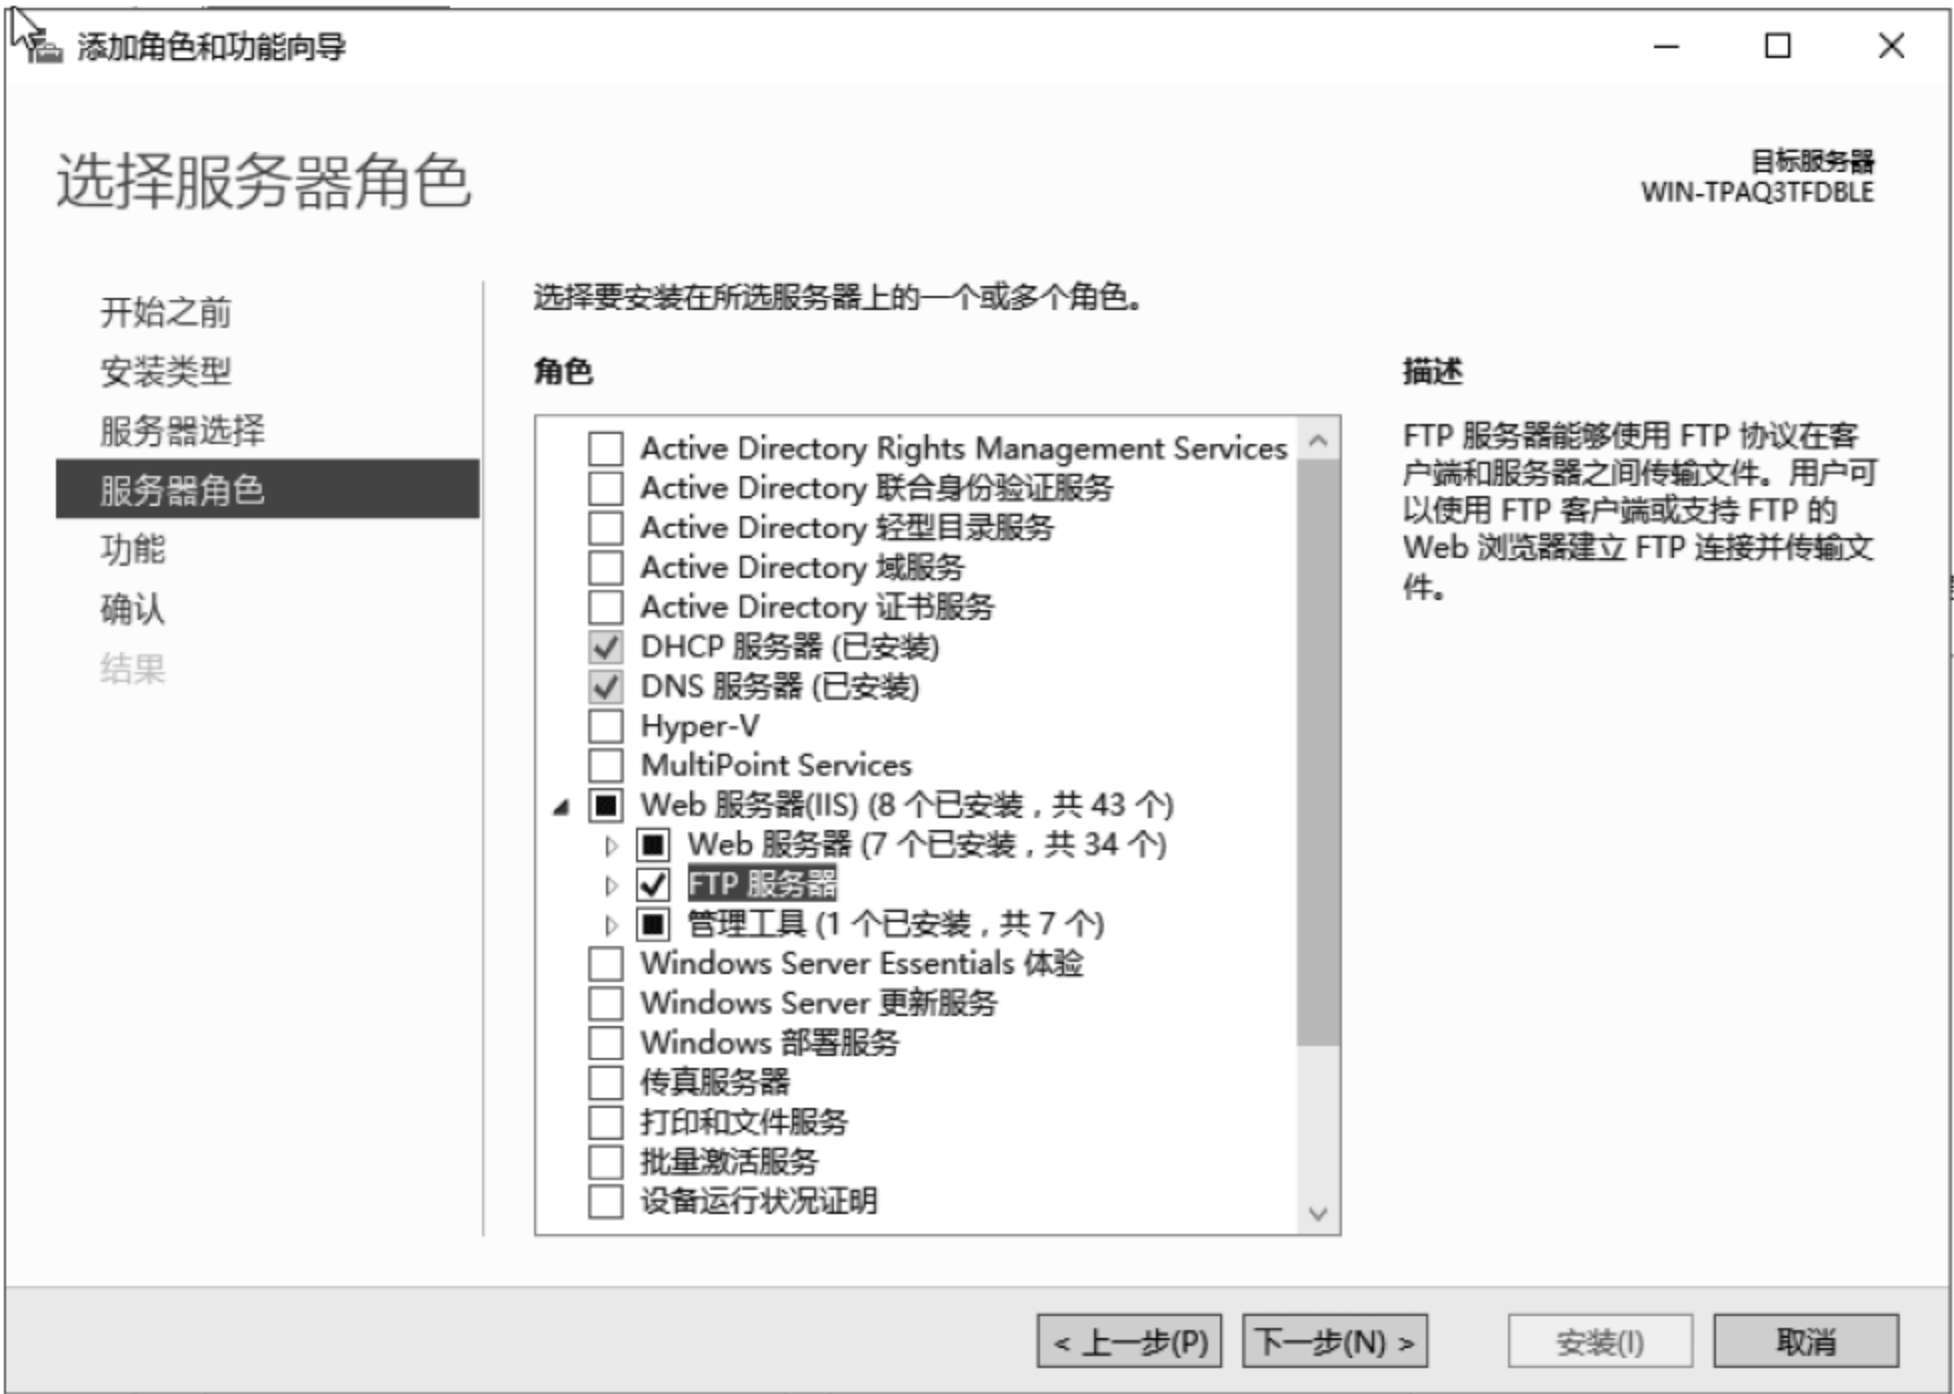 添加角色和功能向导
选择服务器角色
目标服务器
WIN-TPAQ3TFDBLE
开始之前
安装类型
服务器选择
服务器角色
功能
确认
结果
选择要安装在所选服务器上的一个或多个角色。
角色
Active Directory Rights Management Services
Active Directory 联合身份验证服务
Active Directory 轻型目录服务
Active Directory 域服务
Active Directory 证书服务
DHCP 服务器 (已安装)
DNS 服务器 (已安装)
Hyper-V
MultiPoint Services
Web 服务器(IIS) (8 个已安装，共 43 个)
Web 服务器 (7 个已安装，共 34 个)
FTP 服务器
管理工具 (1 个已安装，共 7 个)
Windows Server Essentials 体验
Windows Server 更新服务
Windows 部署服务
传真服务器
打印和文件服务
批量激活服务
设备运行状况证明
描述
FTP 服务器能够使用 FTP 协议在客
户端和服务器之间传输文件。用户可
以使用 FTP 客户端或支持 FTP 的
Web 浏览器建立 FTP 连接并传输文
件。
< 上一步(P)
下一步(N) >
安装(I)
取消